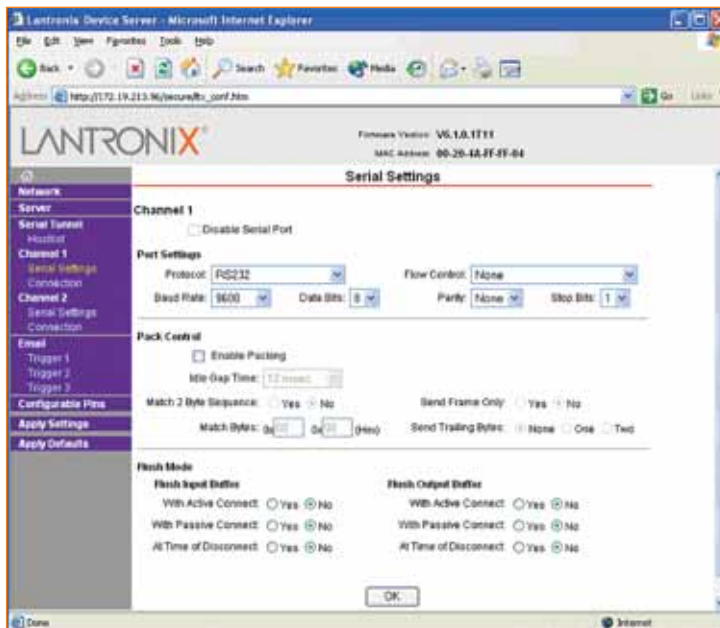 Lantronix Device Server - Microsoft Internet Explorer
File Edit View Favorites Tools Help
Back Search Favorites Media
Address http://172.19.213.96/secure/ltx_conf.htm Go Links
LANTRONIX®
Firmware Version: V6.1.0.1T11
MAC Address: 00-20-4A-FF-FF-04
Network
Server
Serial Tunnel
Hostlist
Channel 1
Serial Settings
Connection
Channel 2
Serial Settings
Connection
Email
Trigger 1
Trigger 2
Trigger 3
Configurable Pins
Apply Settings
Apply Defaults
Serial Settings
Channel 1
Disable Serial Port
Port Settings
Protocol: RS232 Flow Control: None
Baud Rate: 9600 Data Bits: 8 Parity: None Stop Bits: 1
Pack Control
Enable Packing
Idle Gap Time: 12 msec
Match 2 Byte Sequence: Yes No Send Frame Only: Yes No
Match Bytes: 0x 0x (Hex) Send Trailing Bytes: None One Two
Flush Mode
Flush Input Buffer Flush Output Buffer
With Active Connect: Yes No With Active Connect: Yes No
With Passive Connect: Yes No With Passive Connect: Yes No
At Time of Disconnect: Yes No At Time of Disconnect: Yes No
OK
Done Internet